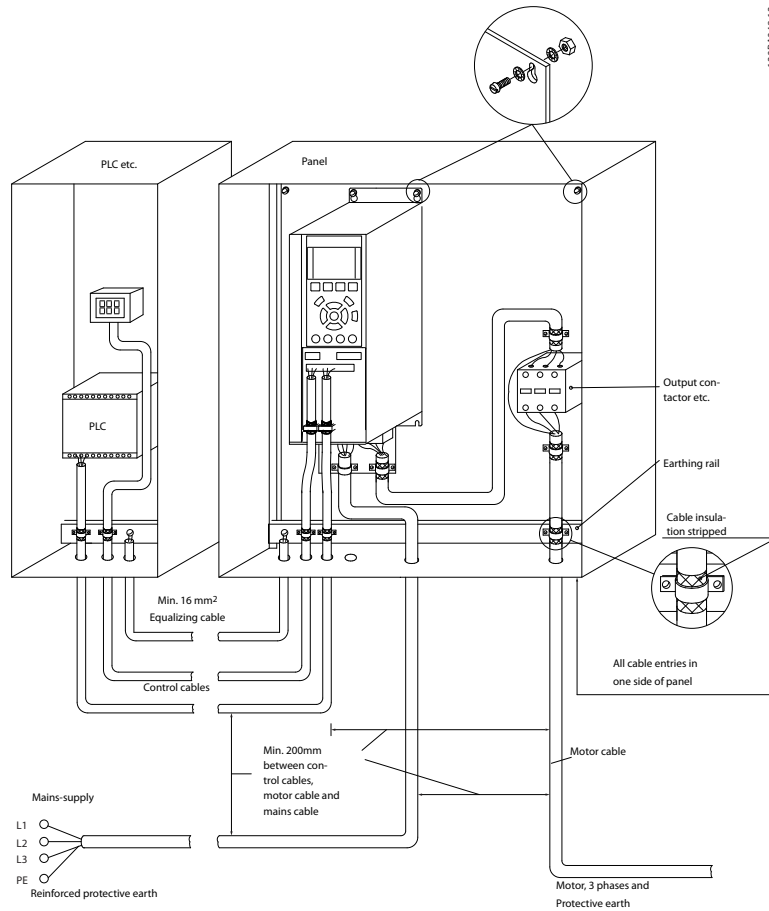 PLC etc.
Panel
PLC
Output con-
tactor etc.
Earthing rail
Cable insula-
tion stripped
Min. 16 mm²
Equalizing cable
Control cables
All cable entries in
one side of panel
Min. 200mm
between con-
trol cables,
motor cable and
mains cable
Motor cable
Mains-supply
L1
L2
L3
PE
Reinforced protective earth
Motor, 3 phases and
Protective earth